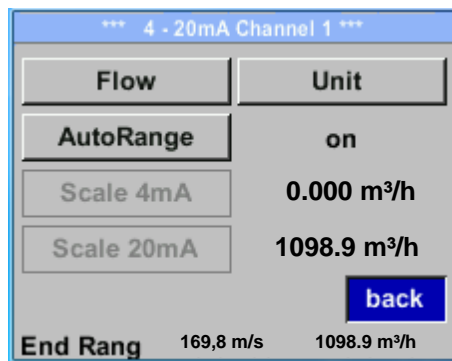 *** 4 - 20mA Channel 1 ***
Flow Unit
AutoRange on
Scale 4mA 0.000 m³/h
Scale 20mA 1098.9 m³/h
back
End Rang 169,8 m/s 1098.9 m³/h